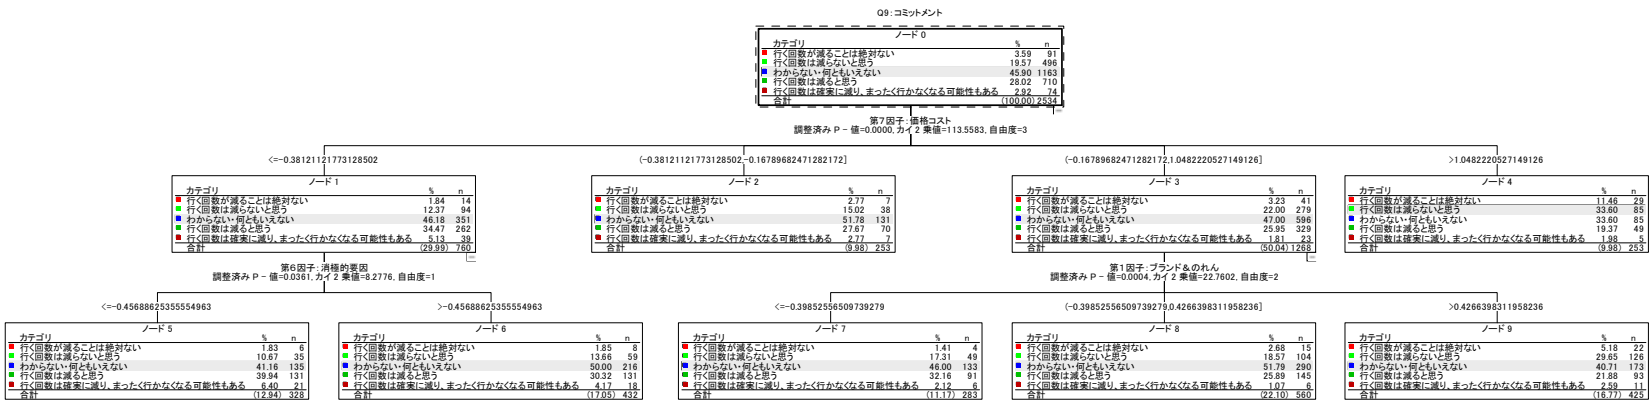 Q9:コミットメント
ノード 0
カテゴリ % n
行く回数が減ることは絶対ない 3.59 91
行く回数は減らないと思う 19.57 496
わからない・何ともいえない 45.90 1163
行く回数は減ると思う 28.02 710
行く回数は確実に減り、まったく行かなくなる可能性もある 2.92 74
合計 (100.00) 2534
第7因子:価格コスト
調整済み P - 値=0.0000, カイ 2 乗値=113.5583, 自由度=3
<=-0.38121121773128502
(-0.38121121773128502,-0.16789682471282172]
(-0.16789682471282172,1.0482220527149126]
>1.0482220527149126
ノード 1
カテゴリ % n
行く回数が減ることは絶対ない 1.84 14
行く回数は減らないと思う 12.37 94
わからない・何ともいえない 46.18 351
行く回数は減ると思う 34.47 262
行く回数は確実に減り、まったく行かなくなる可能性もある 5.13 39
合計 (29.99) 760
ノード 2
カテゴリ % n
行く回数が減ることは絶対ない 2.77 7
行く回数は減らないと思う 15.02 38
わからない・何ともいえない 51.78 131
行く回数は減ると思う 27.67 70
行く回数は確実に減り、まったく行かなくなる可能性もある 2.77 7
合計 (9.98) 253
ノード 3
カテゴリ % n
行く回数が減ることは絶対ない 3.23 41
行く回数は減らないと思う 22.00 279
わからない・何ともいえない 47.00 596
行く回数は減ると思う 25.95 329
行く回数は確実に減り、まったく行かなくなる可能性もある 1.81 23
合計 (50.04) 1268
ノード 4
カテゴリ % n
行く回数が減ることは絶対ない 11.46 29
行く回数は減らないと思う 33.60 85
わからない・何ともいえない 33.60 85
行く回数は減ると思う 19.37 49
行く回数は確実に減り、まったく行かなくなる可能性もある 1.98 5
合計 (9.98) 253
第6因子:消極的要因
調整済み P - 値=0.0361, カイ 2 乗値=8.2776, 自由度=1
第1因子:ブランド&のれん
調整済み P - 値=0.0004, カイ 2 乗値=22.7602, 自由度=2
<=-0.45688625355554963
>-0.45688625355554963
<=-0.39852556509739279
(-0.39852556509739279,0.4266398311958236]
>0.4266398311958236
ノード 5
カテゴリ % n
行く回数が減ることは絶対ない 1.83 6
行く回数は減らないと思う 10.67 35
わからない・何ともいえない 41.16 135
行く回数は減ると思う 39.94 131
行く回数は確実に減り、まったく行かなくなる可能性もある 6.40 21
合計 (12.94) 328
ノード 6
カテゴリ % n
行く回数が減ることは絶対ない 1.85 8
行く回数は減らないと思う 13.66 59
わからない・何ともいえない 50.00 216
行く回数は減ると思う 30.32 131
行く回数は確実に減り、まったく行かなくなる可能性もある 4.17 18
合計 (17.05) 432
ノード 7
カテゴリ % n
行く回数が減ることは絶対ない 1.41 4
行く回数は減らないと思う 17.31 49
わからない・何ともいえない 46.00 133
行く回数は減ると思う 32.16 91
行く回数は確実に減り、まったく行かなくなる可能性もある 2.12 6
合計 (11.17) 283
ノード 8
カテゴリ % n
行く回数が減ることは絶対ない 2.68 15
行く回数は減らないと思う 18.57 104
わからない・何ともいえない 51.79 290
行く回数は減ると思う 25.89 145
行く回数は確実に減り、まったく行かなくなる可能性もある 1.07 6
合計 (22.10) 560
ノード 9
カテゴリ % n
行く回数が減ることは絶対ない 5.18 22
行く回数は減らないと思う 29.65 126
わからない・何ともいえない 40.71 173
行く回数は減ると思う 21.88 93
行く回数は確実に減り、まったく行かなくなる可能性もある 2.59 11
合計 (16.77) 425